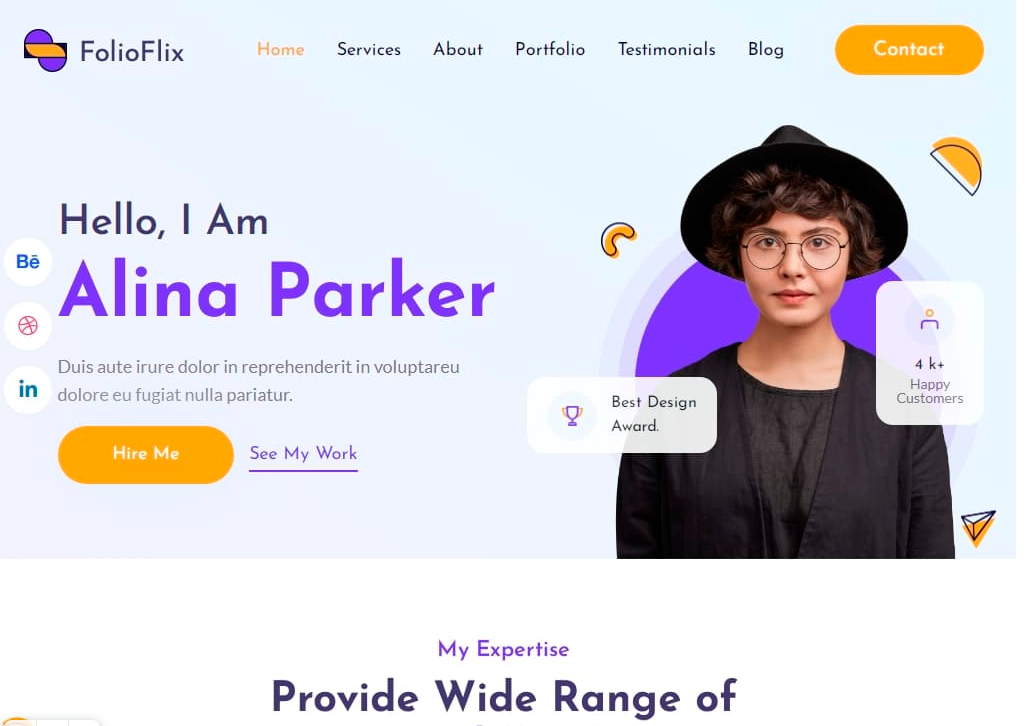 FolioFlix
Home
Services
About
Portfolio
Testimonials
Blog
Contact
Hello, I Am
Alina Parker
Bē
in
Duis aute irure dolor in reprehenderit in voluptareu
dolore eu fugiat nulla pariatur.
Hire Me
See My Work
Best Design
Award.
4 k+
Happy
Customers
My Expertise
Provide Wide Range of